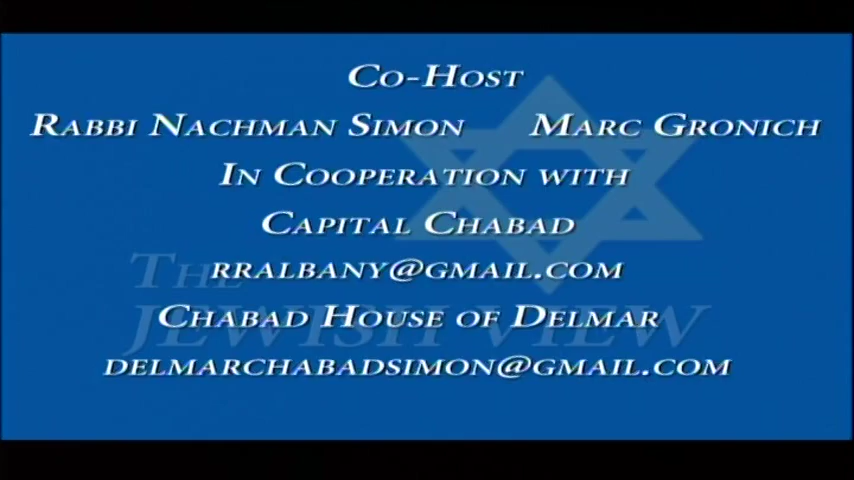 Co-Host
Rabbi Nachman Simon Marc Gronich
In Cooperation with
Capital Chabad
rralbany@gmail.com
The
Chabad House of Delmar
Jewish View
delmarchabadsimon@gmail.com